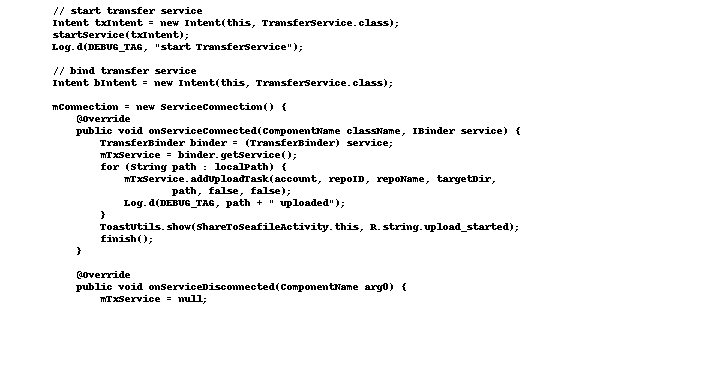 // start transfer service
Intent txIntent = new Intent(this, TransferService.class);
startService(txIntent);
Log.d(DEBUG_TAG, "start TransferService");
// bind transfer service
Intent bIntent = new Intent(this, TransferService.class);
mConnection = new ServiceConnection() {
@Override
public void onServiceConnected(ComponentName className, IBinder service) {
TransferBinder binder = (TransferBinder) service;
mTxService = binder.getService();
for (String path : localPath) {
mTxService.addUploadTask(account, repoID, repoName, targetDir,
path, false, false);
Log.d(DEBUG_TAG, path + " uploaded");
}
ToastUtils.show(ShareToSeafileActivity.this, R.string.upload_started);
finish();
}
@Override
public void onServiceDisconnected(ComponentName arg0) {
mTxService = null;